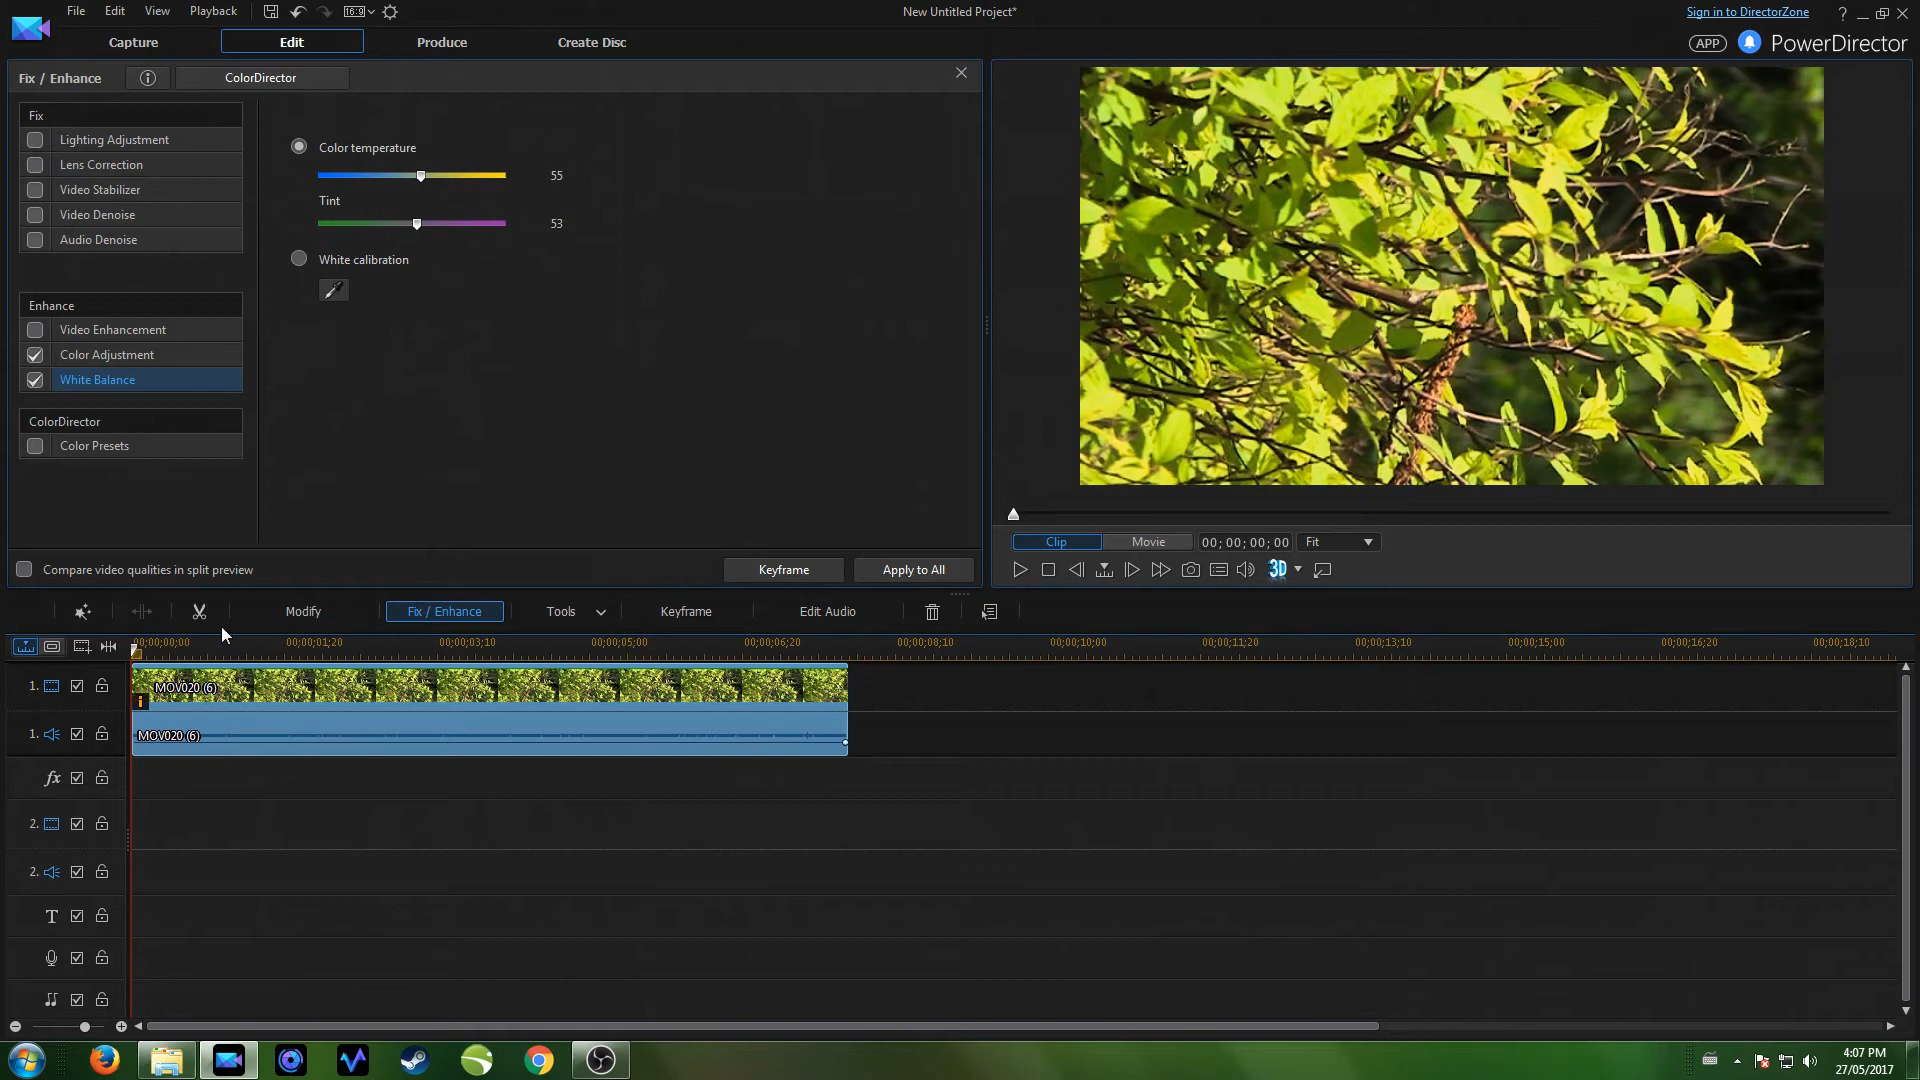 File Edit View Playback 16:9 New Untitled Project* Sign in to DirectorZone ?
Capture Edit Produce Create Disc APP PowerDirector
Fix / Enhance i ColorDirector
Fix
Lighting Adjustment
Lens Correction
Video Stabilizer
Video Denoise
Audio Denoise
Enhance
Video Enhancement
Color Adjustment
White Balance
ColorDirector
Color Presets
Color temperature
55
Tint
53
White calibration
Compare video qualities in split preview Keyframe Apply to All
Clip Movie 00; 00; 00; 00 Fit
3D
Modify Fix / Enhance Tools Keyframe Edit Audio
00;00;00;00 00;00;01;20 00;00;03;10 00;00;05;00 00;00;06;20 00;00;08;10 00;00;10;00 00;00;11;20 00;00;13;10 00;00;15;00 00;00;16;20 00;00;18;10
1. MOV020 (6)
i
1. MOV020 (6)
fx
2.
2.
T
4:07 PM
27/05/2017